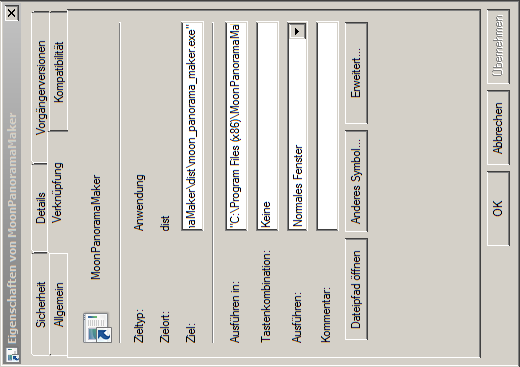 Eigenschaften von MoonPanoramaMaker
Sicherheit Details Vorgängerversionen
Allgemein Verknüpfung Kompatibilität
MoonPanoramaMaker
Zieltyp: Anwendung
Zielort: dist
Ziel: naMaker\dist\moon_panorama_maker.exe"
Ausführen in: "C:\Program Files (x86)\MoonPanoramaMa
Tastenkombination: Keine
Ausführen: Normales Fenster
Kommentar:
Dateipfad öffnen Anderes Symbol... Erweitert...
OK Abbrechen Übernehmen